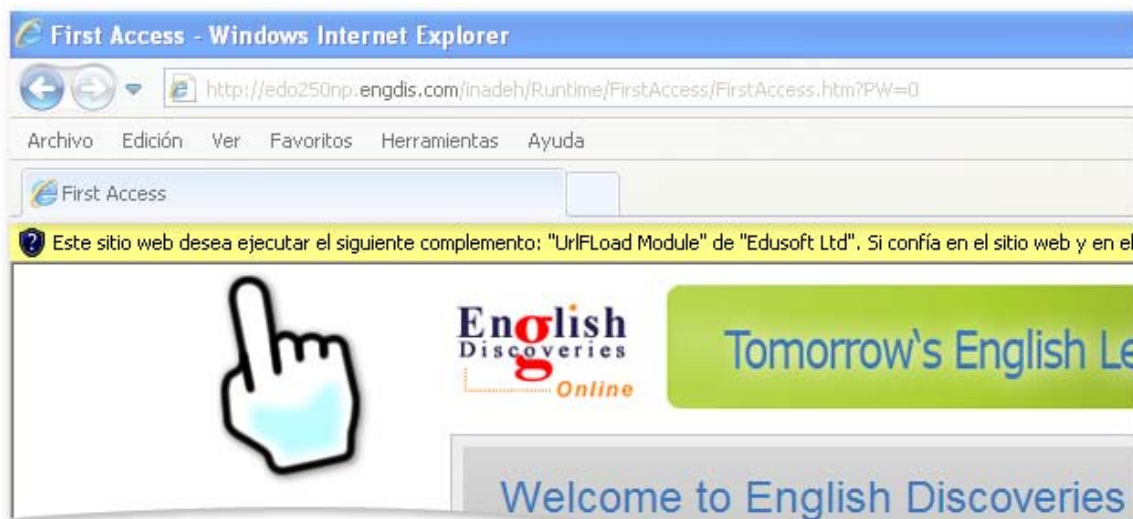 First Access - Windows Internet Explorer
http://edo250np.engdis.com/inadeh/Runtime/FirstAccess/FirstAccess.htm?PW=0
Archivo Edición Ver Favoritos Herramientas Ayuda
First Access
Este sitio web desea ejecutar el siguiente complemento: "UrlFLoad Module" de "Edusoft Ltd". Si confía en el sitio web y en el
English
Discoveries
Online
Tomorrow`s English Le
Welcome to English Discoveries